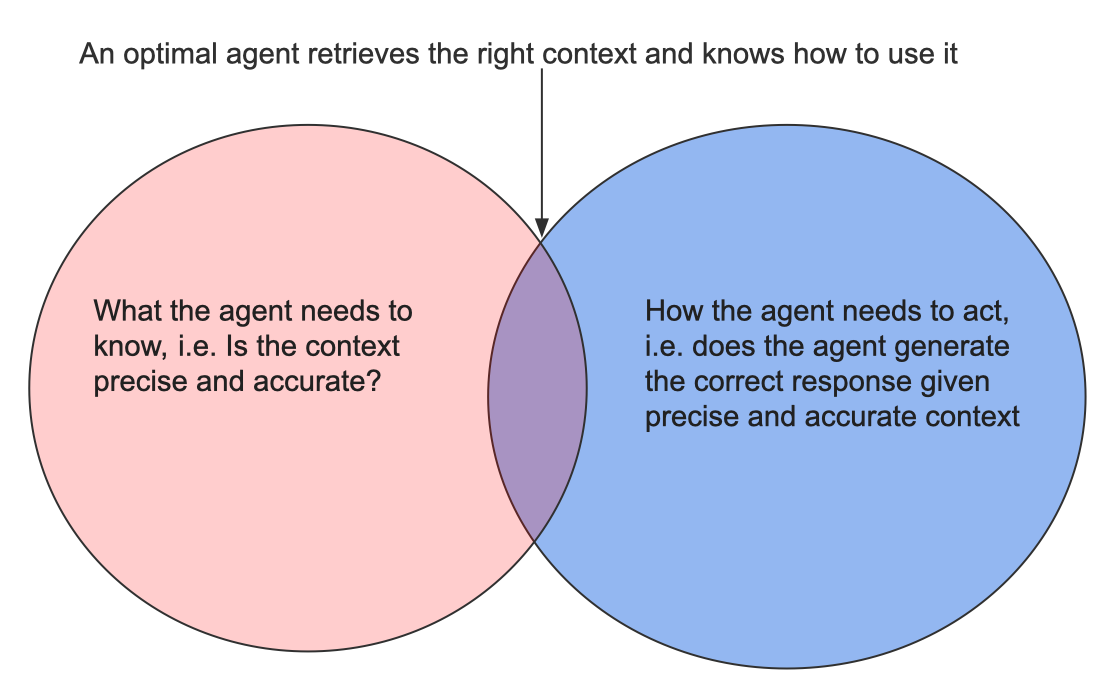 An optimal agent retrieves the right context and knows how to use it
What the agent needs to
know, i.e. Is the context
precise and accurate?
How the agent needs to act,
i.e. does the agent generate
the correct response given
precise and accurate context